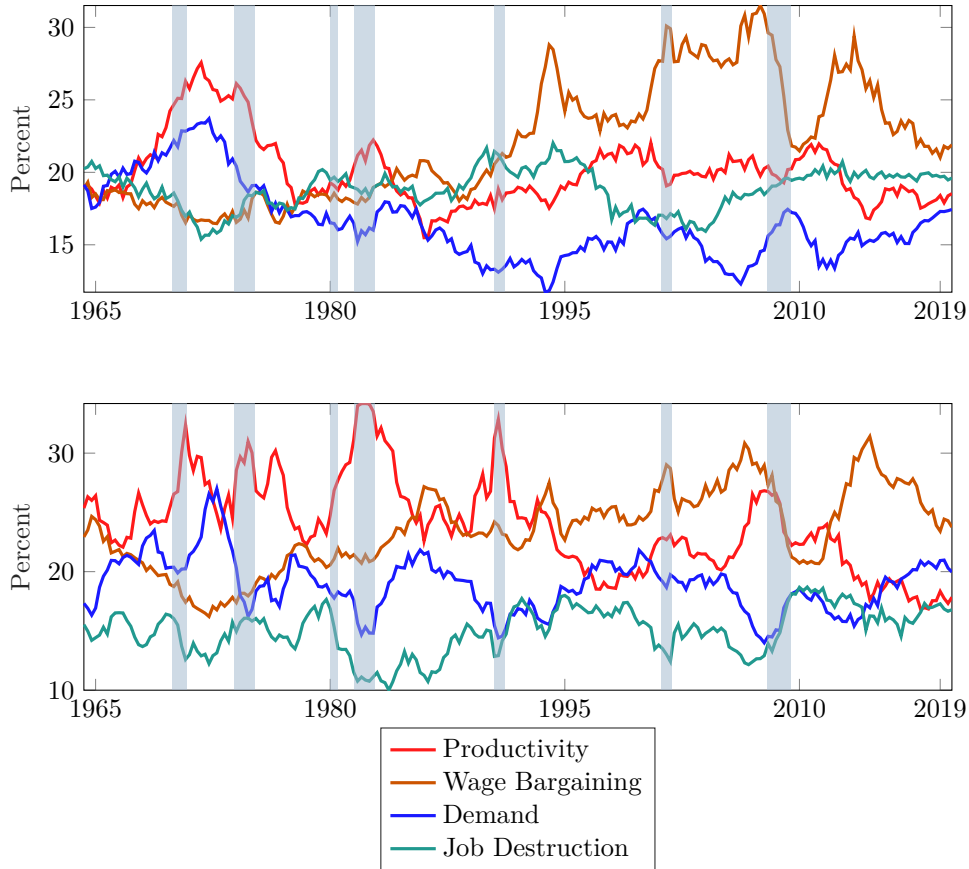 30
25
20
15
Percent
1965 1980 1995 2010 2019
30
20
10
Percent
1965 1980 1995 2010 2019
Productivity
Wage Bargaining
Demand
Job Destruction